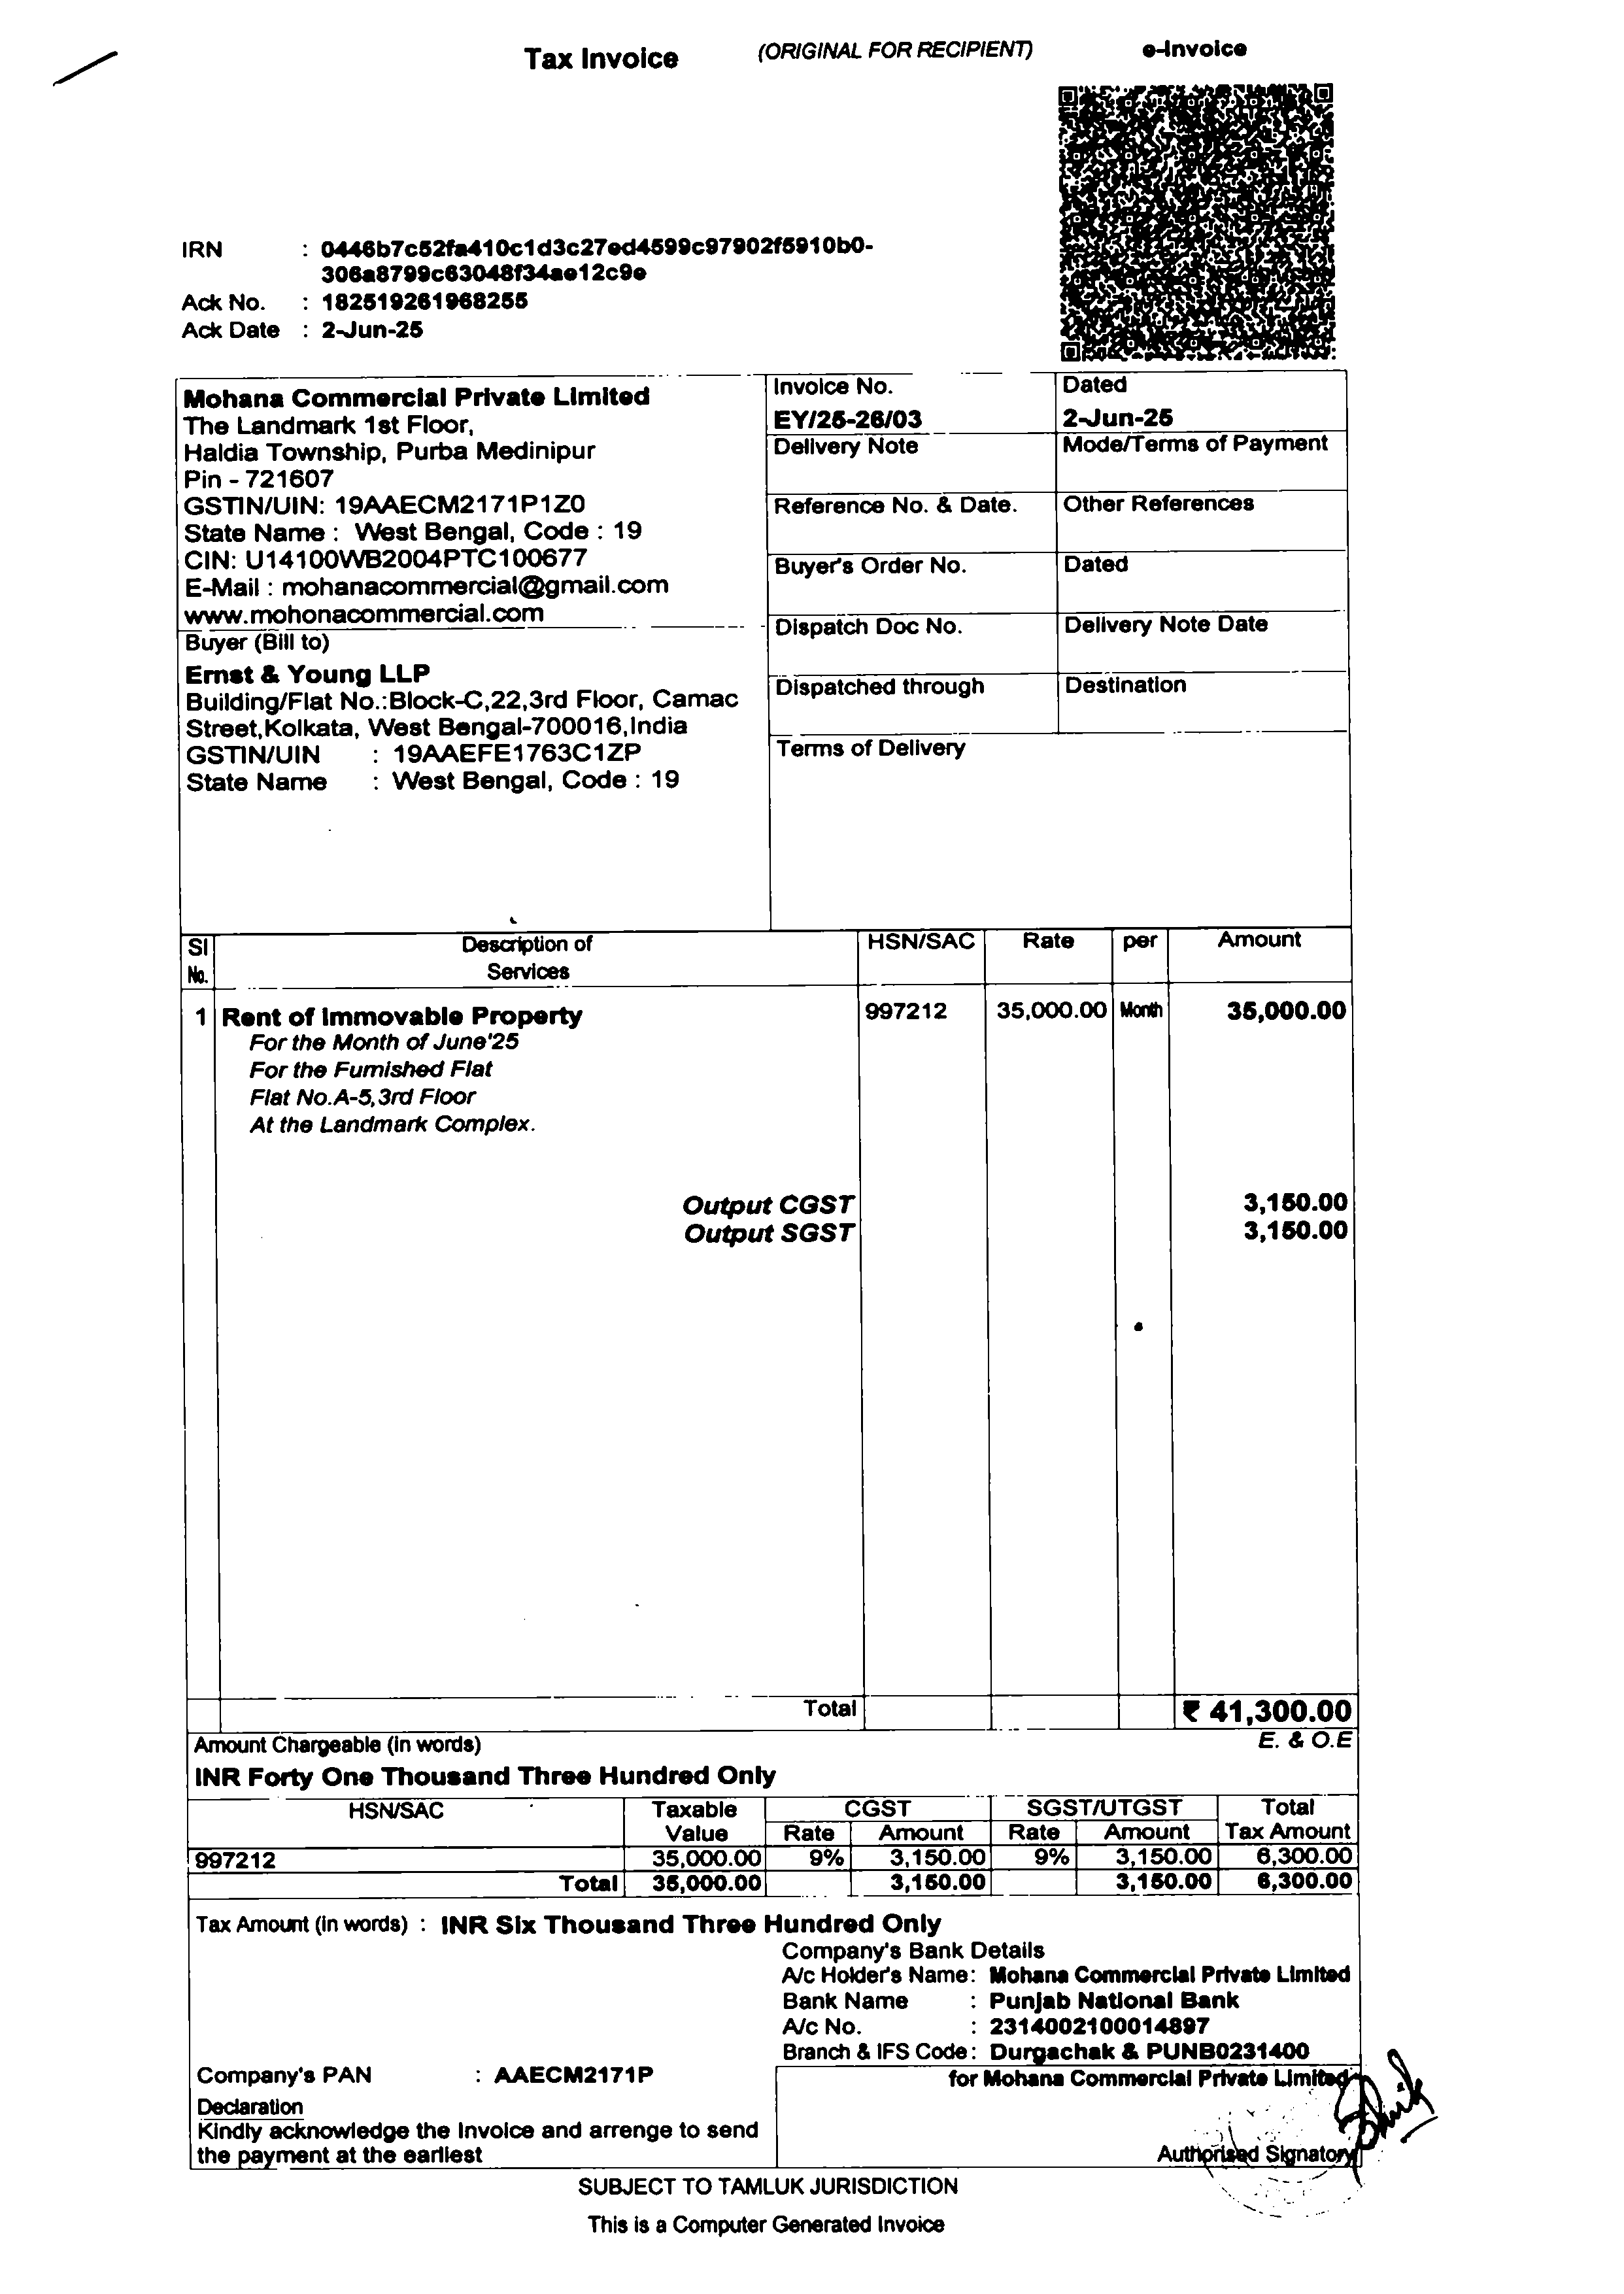 Tax Invoice (ORIGINAL FOR RECIPIENT) e-Invoice
IRN : 0446b7c52fa410c1d3c27ed4599c97902f5910b0-
306a8799c63048f34ae12c9e
Ack No. : 182519261968255
Ack Date : 2-Jun-25
Mohana Commercial Private Limited
The Landmark 1st Floor,
Haldia Township, Purba Medinipur
Pin - 721607
GSTIN/UIN: 19AAECM2171P1Z0
State Name : West Bengal, Code : 19
CIN: U14100WB2004PTC100677
E-Mail : mohanacommercial@gmail.com
www.mohonacommercial.com
Buyer (Bill to)
Ernst & Young LLP
Building/Flat No.:Block-C,22,3rd Floor, Camac
Street,Kolkata, West Bengal-700016,India
GSTIN/UIN : 19AAEFE1763C1ZP
State Name : West Bengal, Code : 19
Invoice No. Dated
EY/25-26/03 2-Jun-25
Delivery Note Mode/Terms of Payment
Reference No. & Date. Other References
Buyer's Order No. Dated
Dispatch Doc No. Delivery Note Date
Dispatched through Destination
Terms of Delivery
Sl No. Description of Services HSN/SAC Rate per Amount
1 Rent of Immovable Property 997212 35,000.00 Month 35,000.00
For the Month of June'25
For the Furnished Flat
Flat No.A-5,3rd Floor
At the Landmark Complex.
Output CGST 3,150.00
Output SGST 3,150.00
Total ₹ 41,300.00
Amount Chargeable (in words) E. & O.E
INR Forty One Thousand Three Hundred Only
HSN/SAC Taxable Value CGST SGST/UTGST Total Tax Amount
Rate Amount Rate Amount
997212 35,000.00 9% 3,150.00 9% 3,150.00 6,300.00
Total 35,000.00 3,150.00 3,150.00 6,300.00
Tax Amount (in words) : INR Six Thousand Three Hundred Only
Company's Bank Details
A/c Holder's Name: Mohana Commercial Private Limited
Bank Name : Punjab National Bank
A/c No. : 2314002100014897
Branch & IFS Code: Durgachak & PUNB0231400
Company's PAN : AAECM2171P
Declaration
Kindly acknowledge the Invoice and arrenge to send
the payment at the earliest
for Mohana Commercial Private Limited
Authorised Signatory
SUBJECT TO TAMLUK JURISDICTION
This is a Computer Generated Invoice